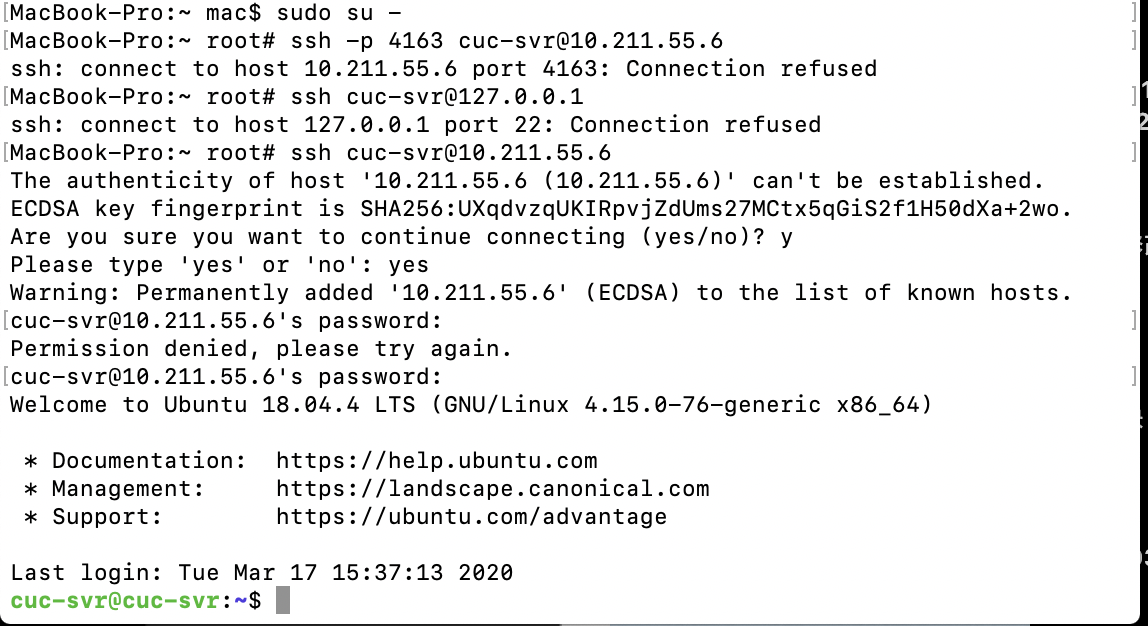 [MacBook-Pro:~ mac$ sudo su - ]
[MacBook-Pro:~ root# ssh -p 4163 cuc-svr@10.211.55.6 ]
ssh: connect to host 10.211.55.6 port 4163: Connection refused
[MacBook-Pro:~ root# ssh cuc-svr@127.0.0.1 ]
ssh: connect to host 127.0.0.1 port 22: Connection refused
[MacBook-Pro:~ root# ssh cuc-svr@10.211.55.6 ]
The authenticity of host '10.211.55.6 (10.211.55.6)' can't be established.
ECDSA key fingerprint is SHA256:UXqdvzqUKIRpvjZdUms27MCtx5qGiS2f1H50dXa+2wo.
Are you sure you want to continue connecting (yes/no)? y
Please type 'yes' or 'no': yes
Warning: Permanently added '10.211.55.6' (ECDSA) to the list of known hosts.
[cuc-svr@10.211.55.6's password: ]
Permission denied, please try again.
[cuc-svr@10.211.55.6's password: ]
Welcome to Ubuntu 18.04.4 LTS (GNU/Linux 4.15.0-76-generic x86_64)
* Documentation: https://help.ubuntu.com
* Management: https://landscape.canonical.com
* Support: https://ubuntu.com/advantage
Last login: Tue Mar 17 15:37:13 2020
cuc-svr@cuc-svr:~$